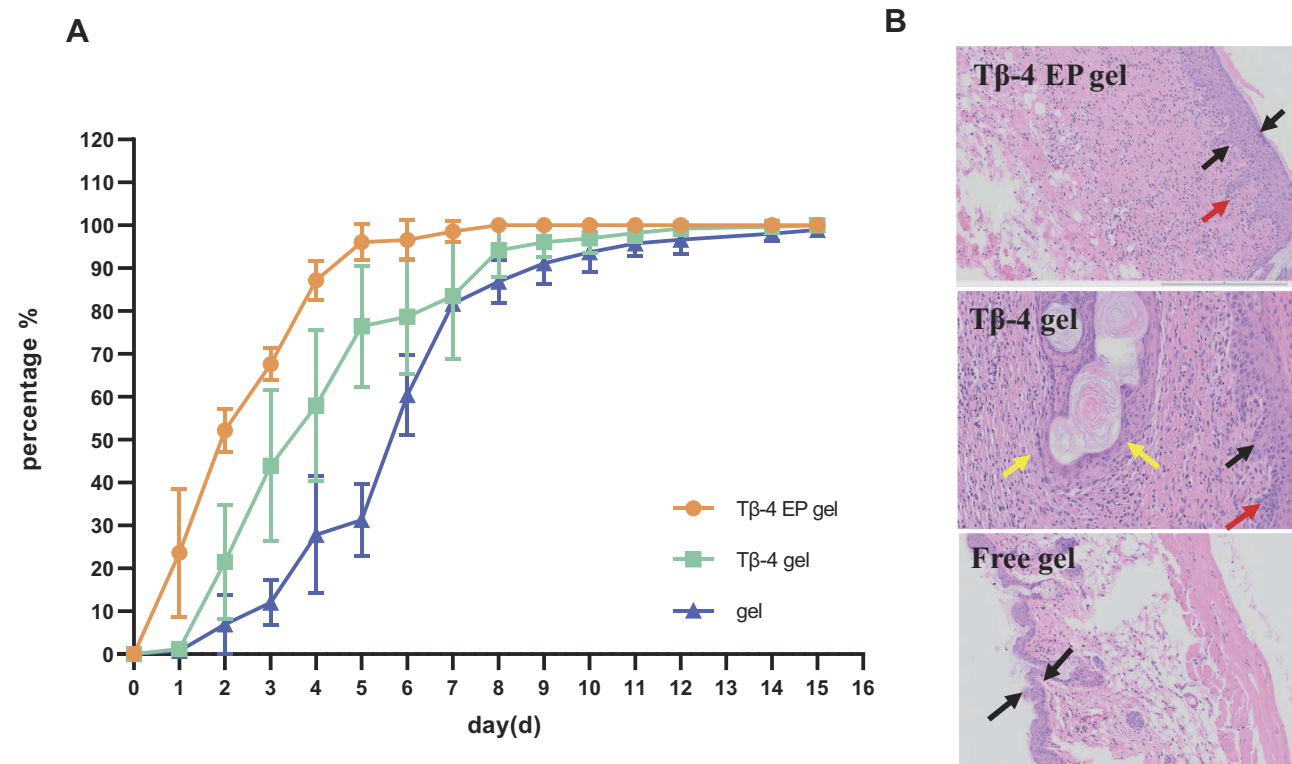 A
percentage %
120
110
100
90
80
70
60
50
40
30
20
10
0
0 1 2 3 4 5 6 7 8 9 10 11 12 13 14 15 16
day(d)
Tβ-4 EP gel
Tβ-4 gel
gel
B
Tβ-4 EP gel
Tβ-4 gel
Free gel